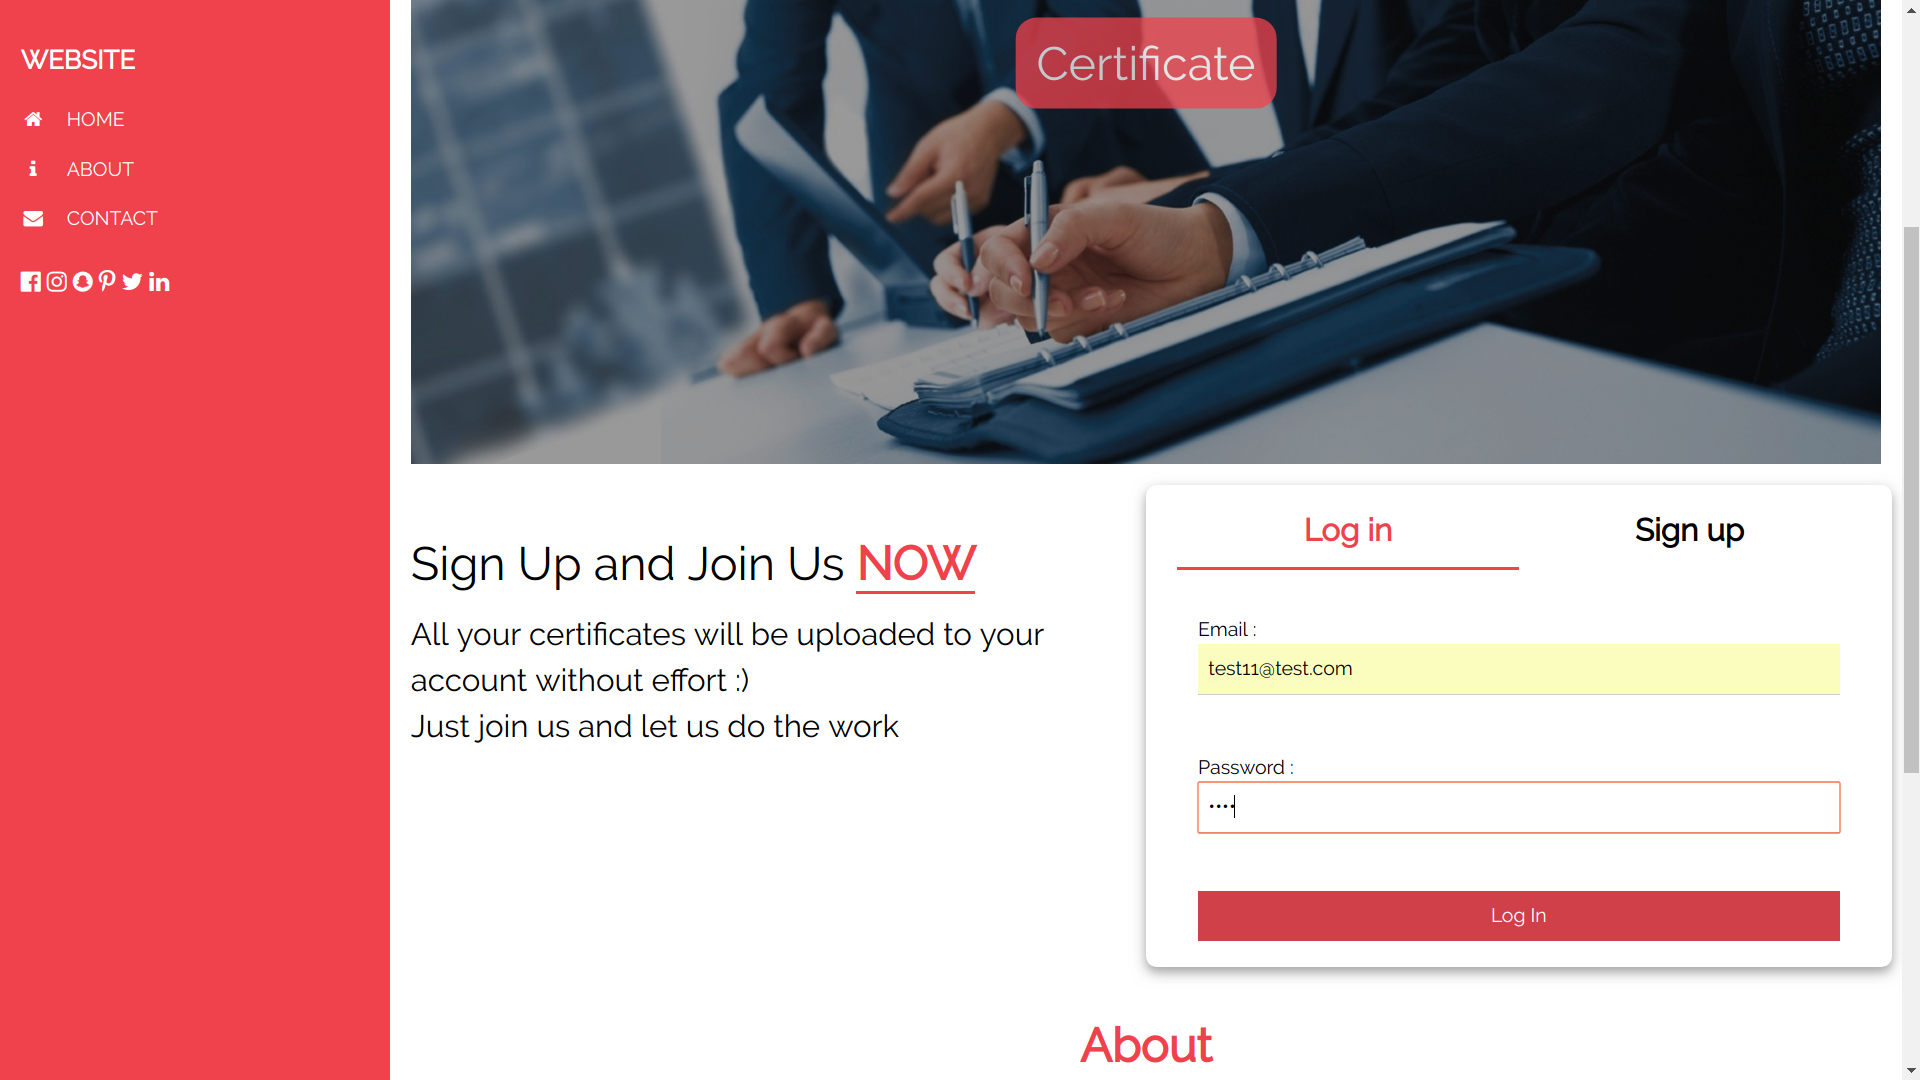 WEBSITE
HOME
ABOUT
CONTACT
Certificate
Sign Up and Join Us NOW
All your certificates will be uploaded to your
account without effort :)
Just join us and let us do the work
Log in
Sign up
Email :
test11@test.com
Password :
••••
Log In
About